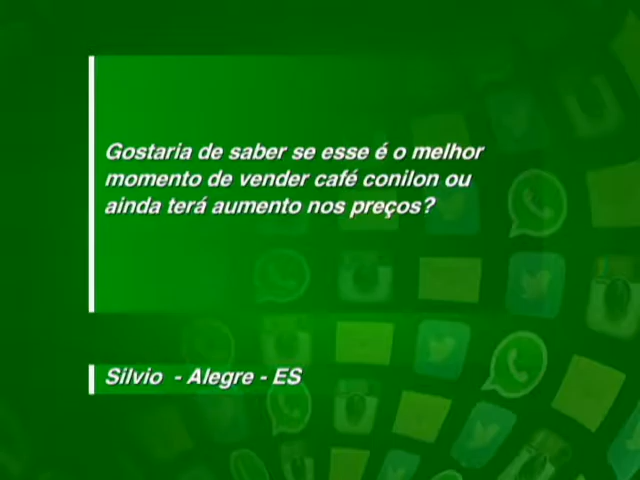 Gostaria de saber se esse é o melhor
momento de vender café conilon ou
ainda terá aumento nos preços?
Silvio - Alegre - ES